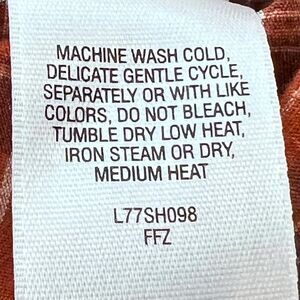 MACHINE WASH COLD,
DELICATE GENTLE CYCLE,
SEPARATELY OR WITH LIKE
COLORS, DO NOT BLEACH,
TUMBLE DRY LOW HEAT,
IRON STEAM OR DRY,
MEDIUM HEAT
L77SH098
FFZ